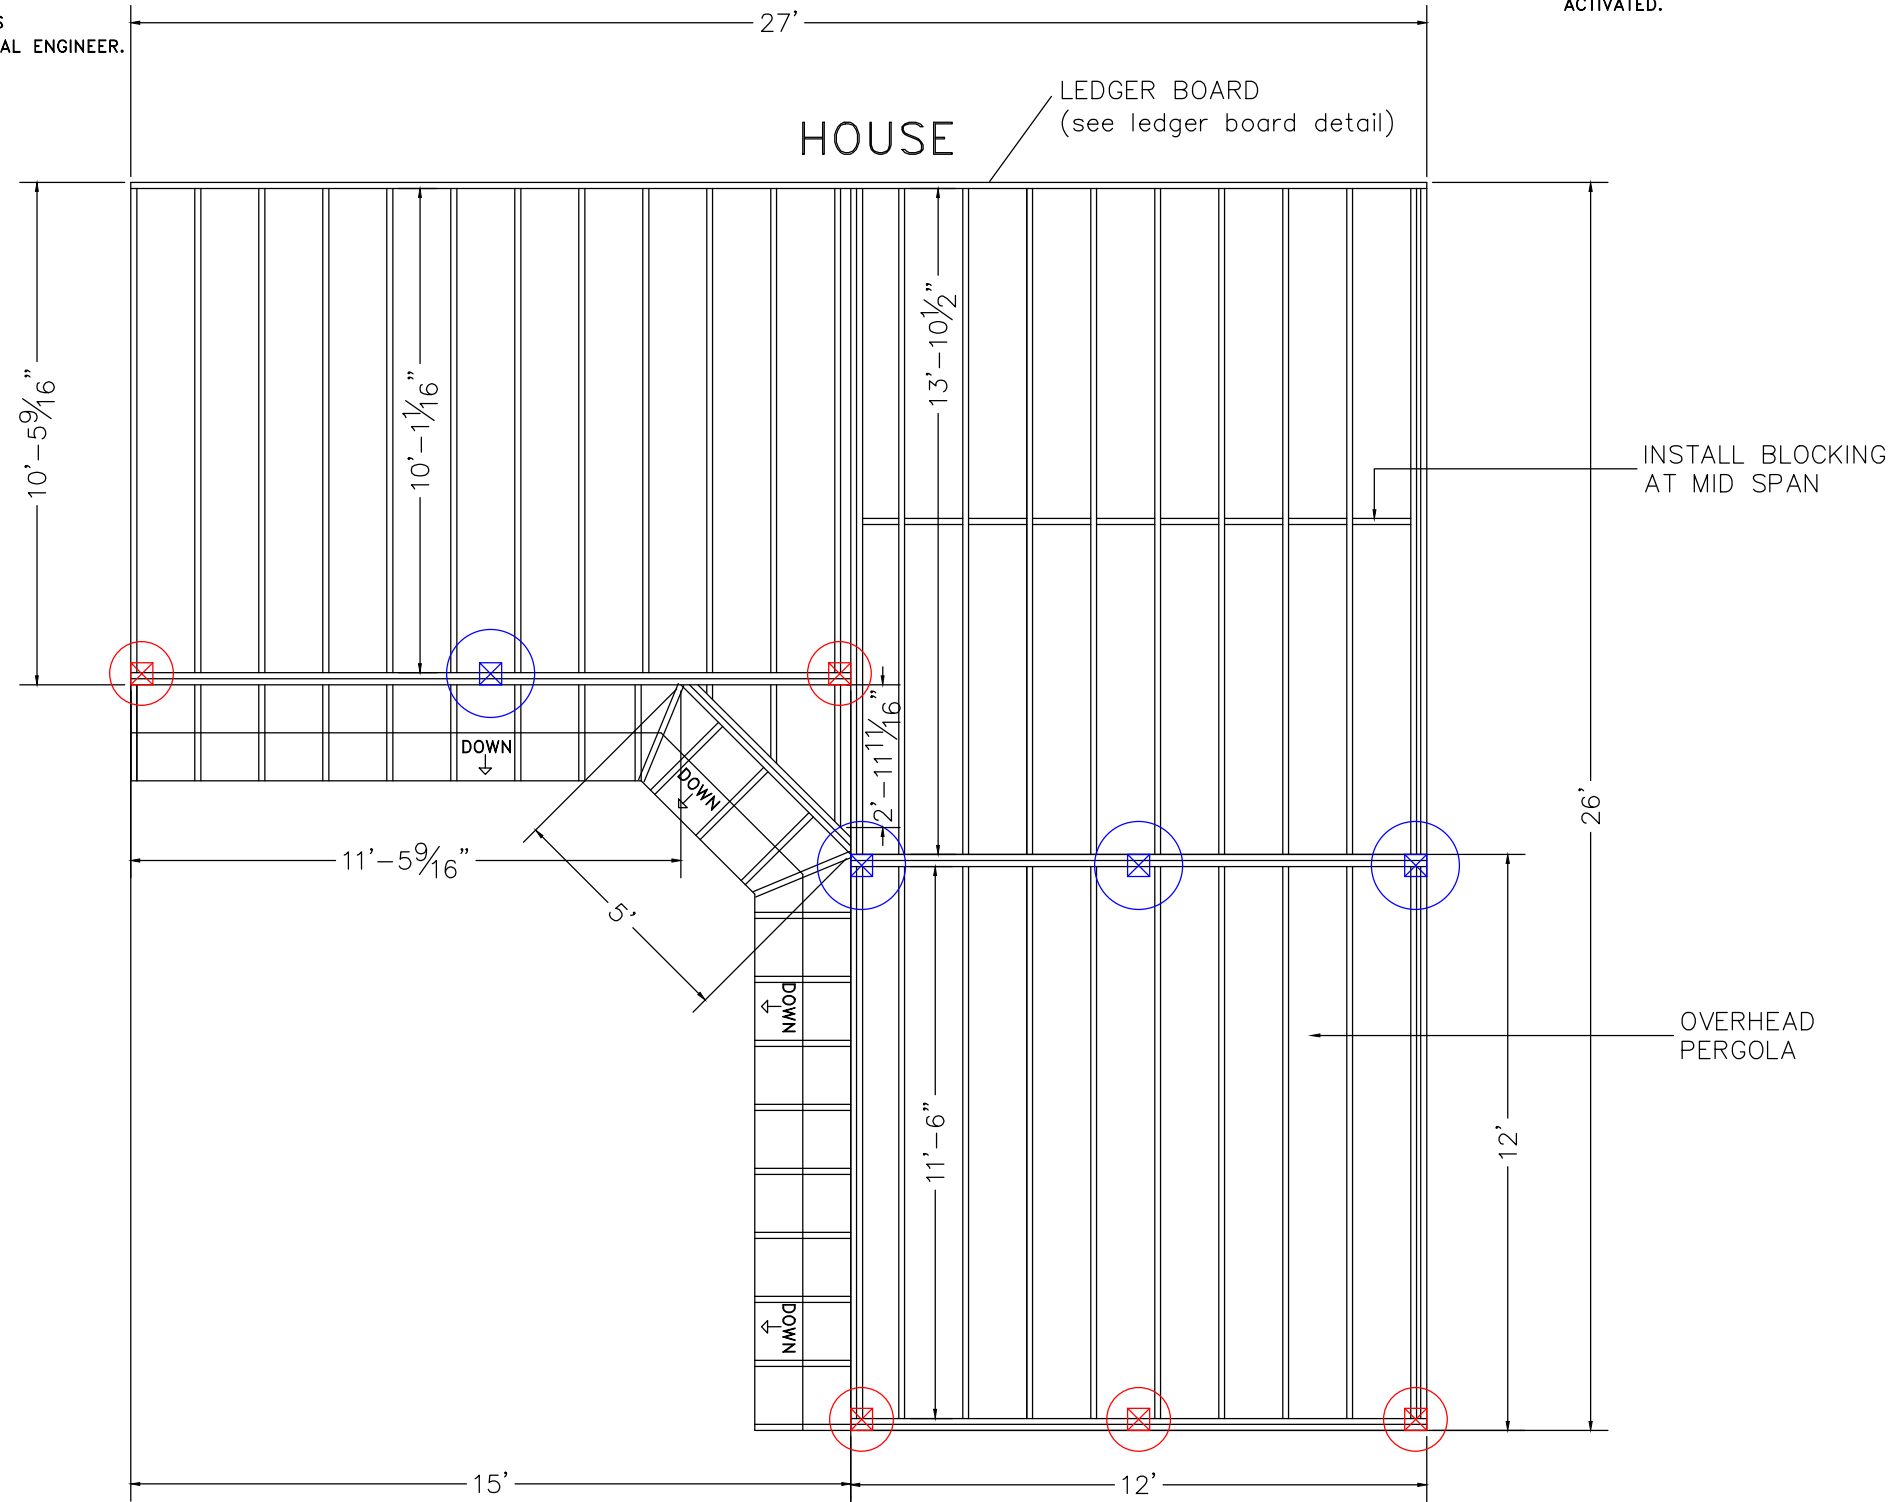 S
AL ENGINEER.
ACTIVATED.
27'
LEDGER BOARD
(see ledger board detail)
HOUSE
10'-5 9/16"
10'-1 1/16"
13'-10 1/2"
INSTALL BLOCKING
AT MID SPAN
2'-11 11/16"
DOWN
DOWN
26'
11'-5 9/16"
5'
DOWN
OVERHEAD
PERGOLA
11'-6"
12'
DOWN
15'
12'